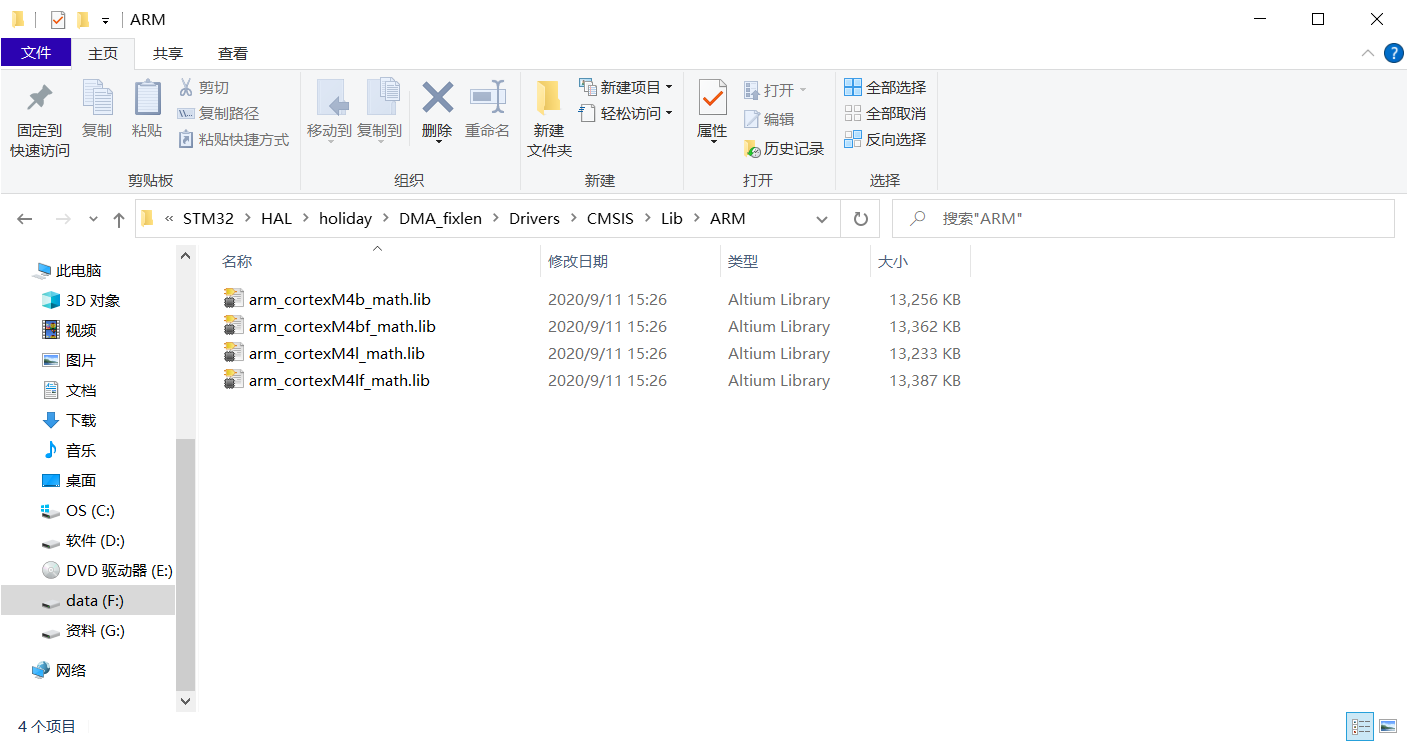 ARM
文件 主页 共享 查看
固定到
快速访问
复制
粘贴
剪切
复制路径
粘贴快捷方式
剪贴板
移动到 复制到 删除 重命名
组织
新建
文件夹
新建项目
轻松访问
新建
属性
打开
编辑
历史记录
打开
全部选择
全部取消
反向选择
选择
« STM32 > HAL > holiday > DMA_fixlen > Drivers > CMSIS > Lib > ARM
搜索"ARM"
此电脑
3D 对象
视频
图片
文档
下载
音乐
桌面
OS (C:)
软件 (D:)
DVD 驱动器 (E:)
data (F:)
资料 (G:)
网络
名称 修改日期 类型 大小
arm_cortexM4b_math.lib 2020/9/11 15:26 Altium Library 13,256 KB
arm_cortexM4bf_math.lib 2020/9/11 15:26 Altium Library 13,362 KB
arm_cortexM4l_math.lib 2020/9/11 15:26 Altium Library 13,233 KB
arm_cortexM4lf_math.lib 2020/9/11 15:26 Altium Library 13,387 KB
4 个项目